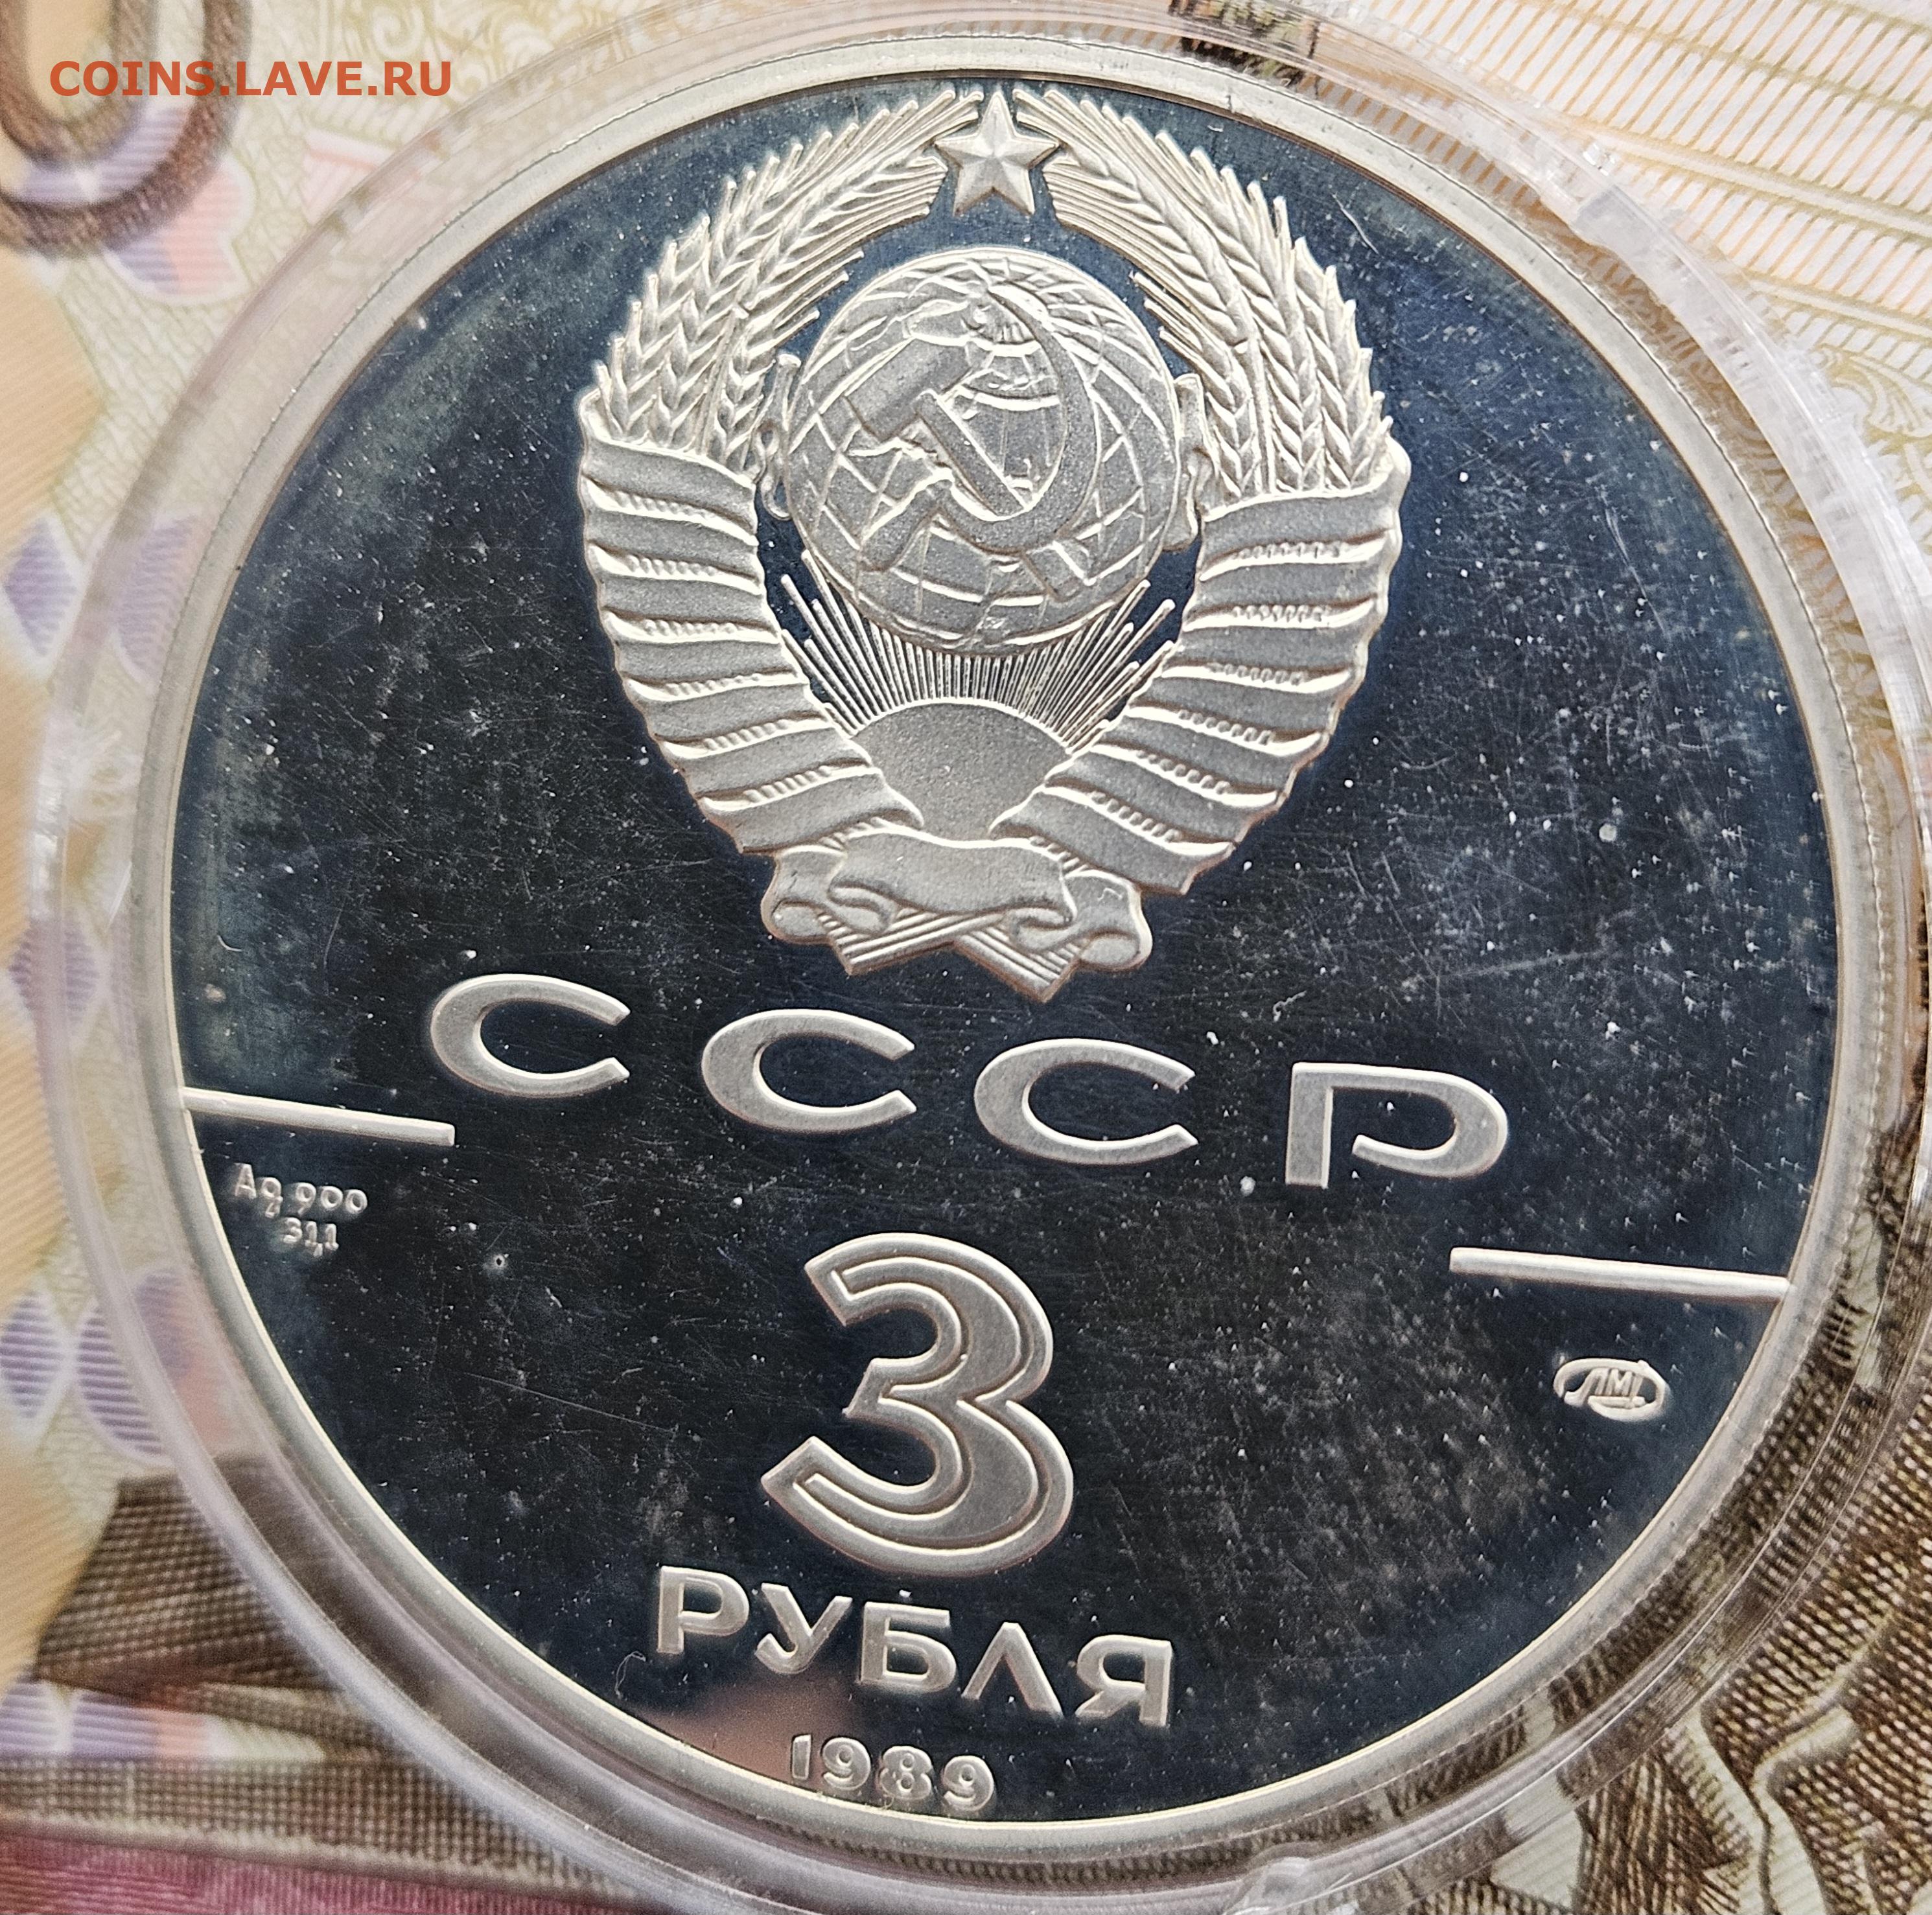 COINS.LAVE.RU
СССР
Ag 900
31,1
3
РУБЛЯ
ЛМД
1989